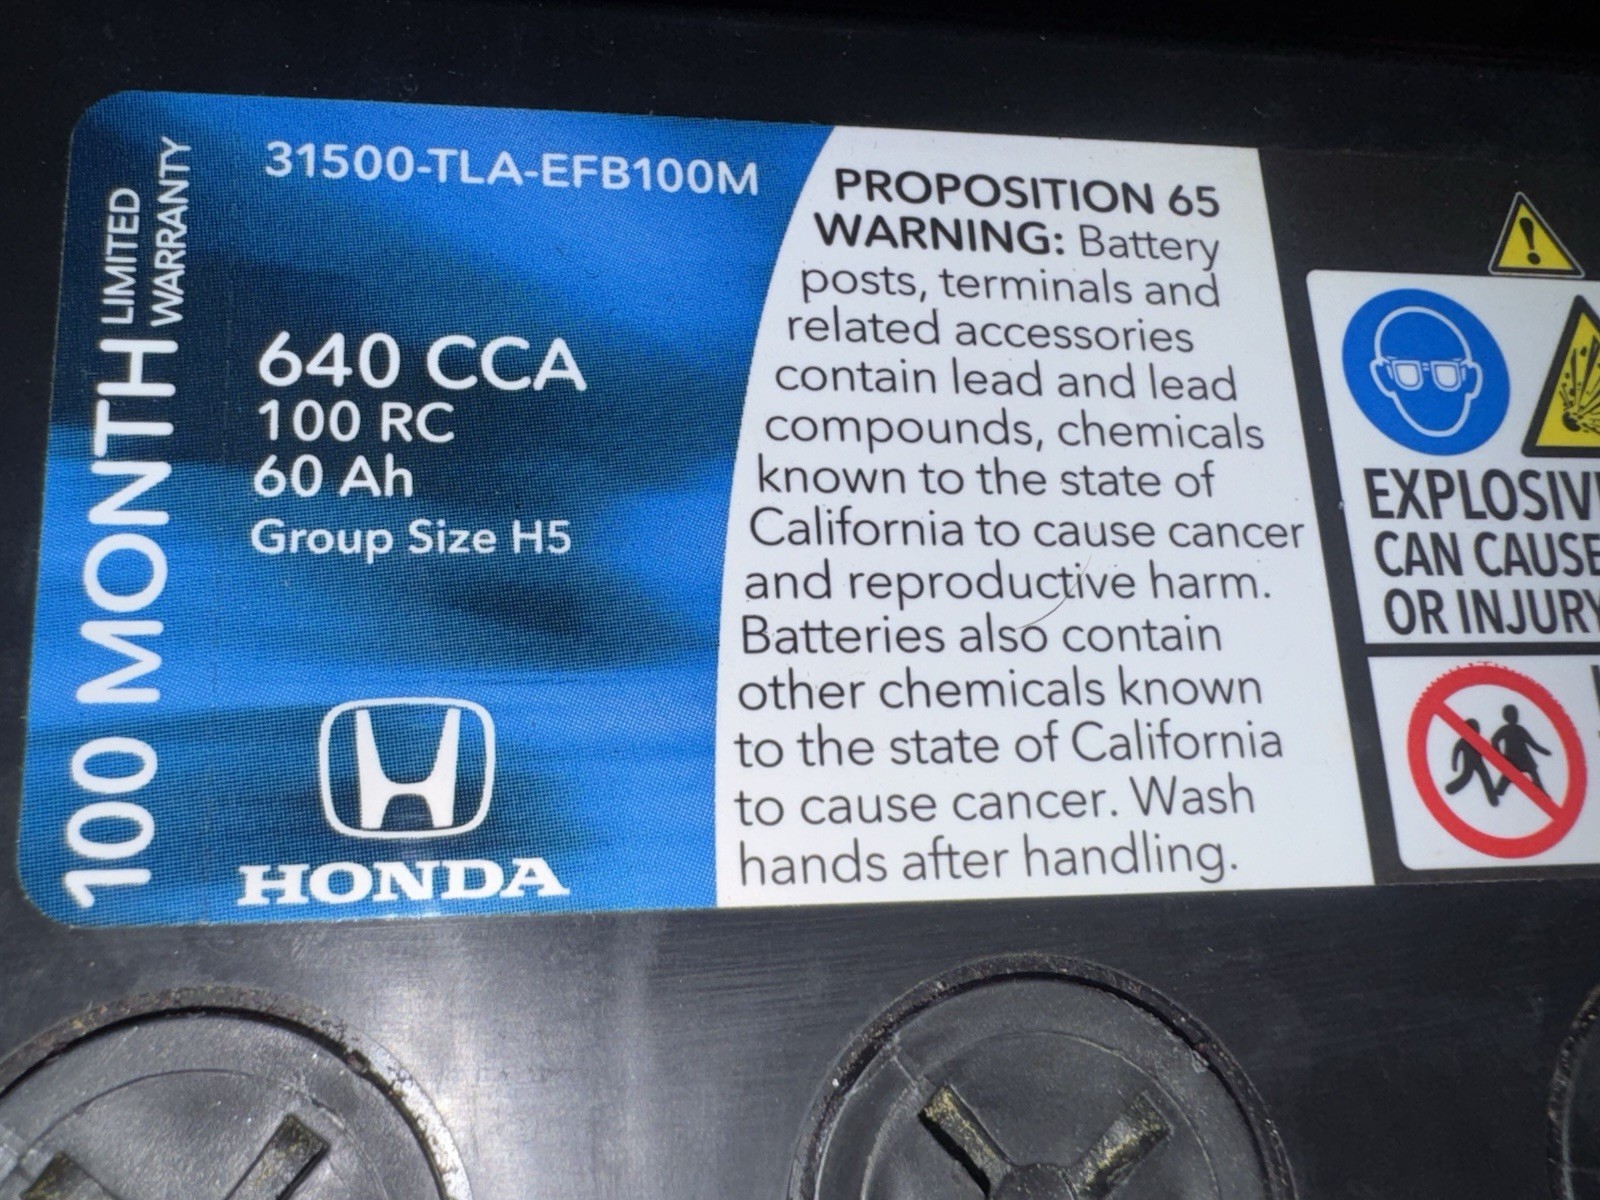 100 MONTH LIMITED WARRANTY
31500-TLA-EFB100M
640 CCA
100 RC
60 Ah
Group Size H5
HONDA
PROPOSITION 65
WARNING: Battery
posts, terminals and
related accessories
contain lead and lead
compounds, chemicals
known to the state of
California to cause cancer
and reproductive harm.
Batteries also contain
other chemicals known
to the state of California
to cause cancer. Wash
hands after handling.
EXPLOSIV
CAN CAUSE
OR INJURY